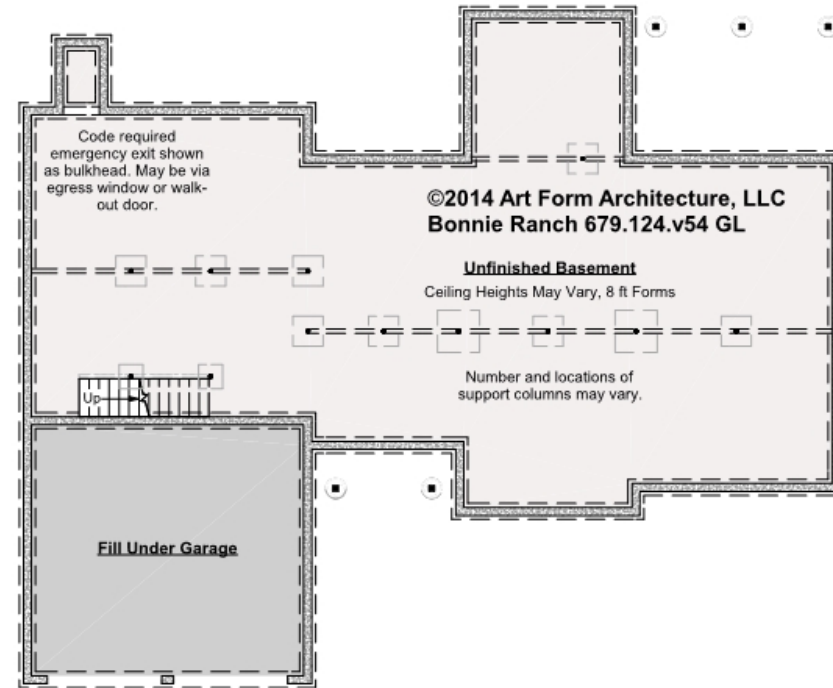 Code required
emergency exit shown
as bulkhead. May be via
egress window or walk-
out door.
©2014 Art Form Architecture, LLC
Bonnie Ranch 679.124.v54 GL
Unfinished Basement
Ceiling Heights May Vary, 8 ft Forms
Number and locations of
support columns may vary.
Up
Fill Under Garage